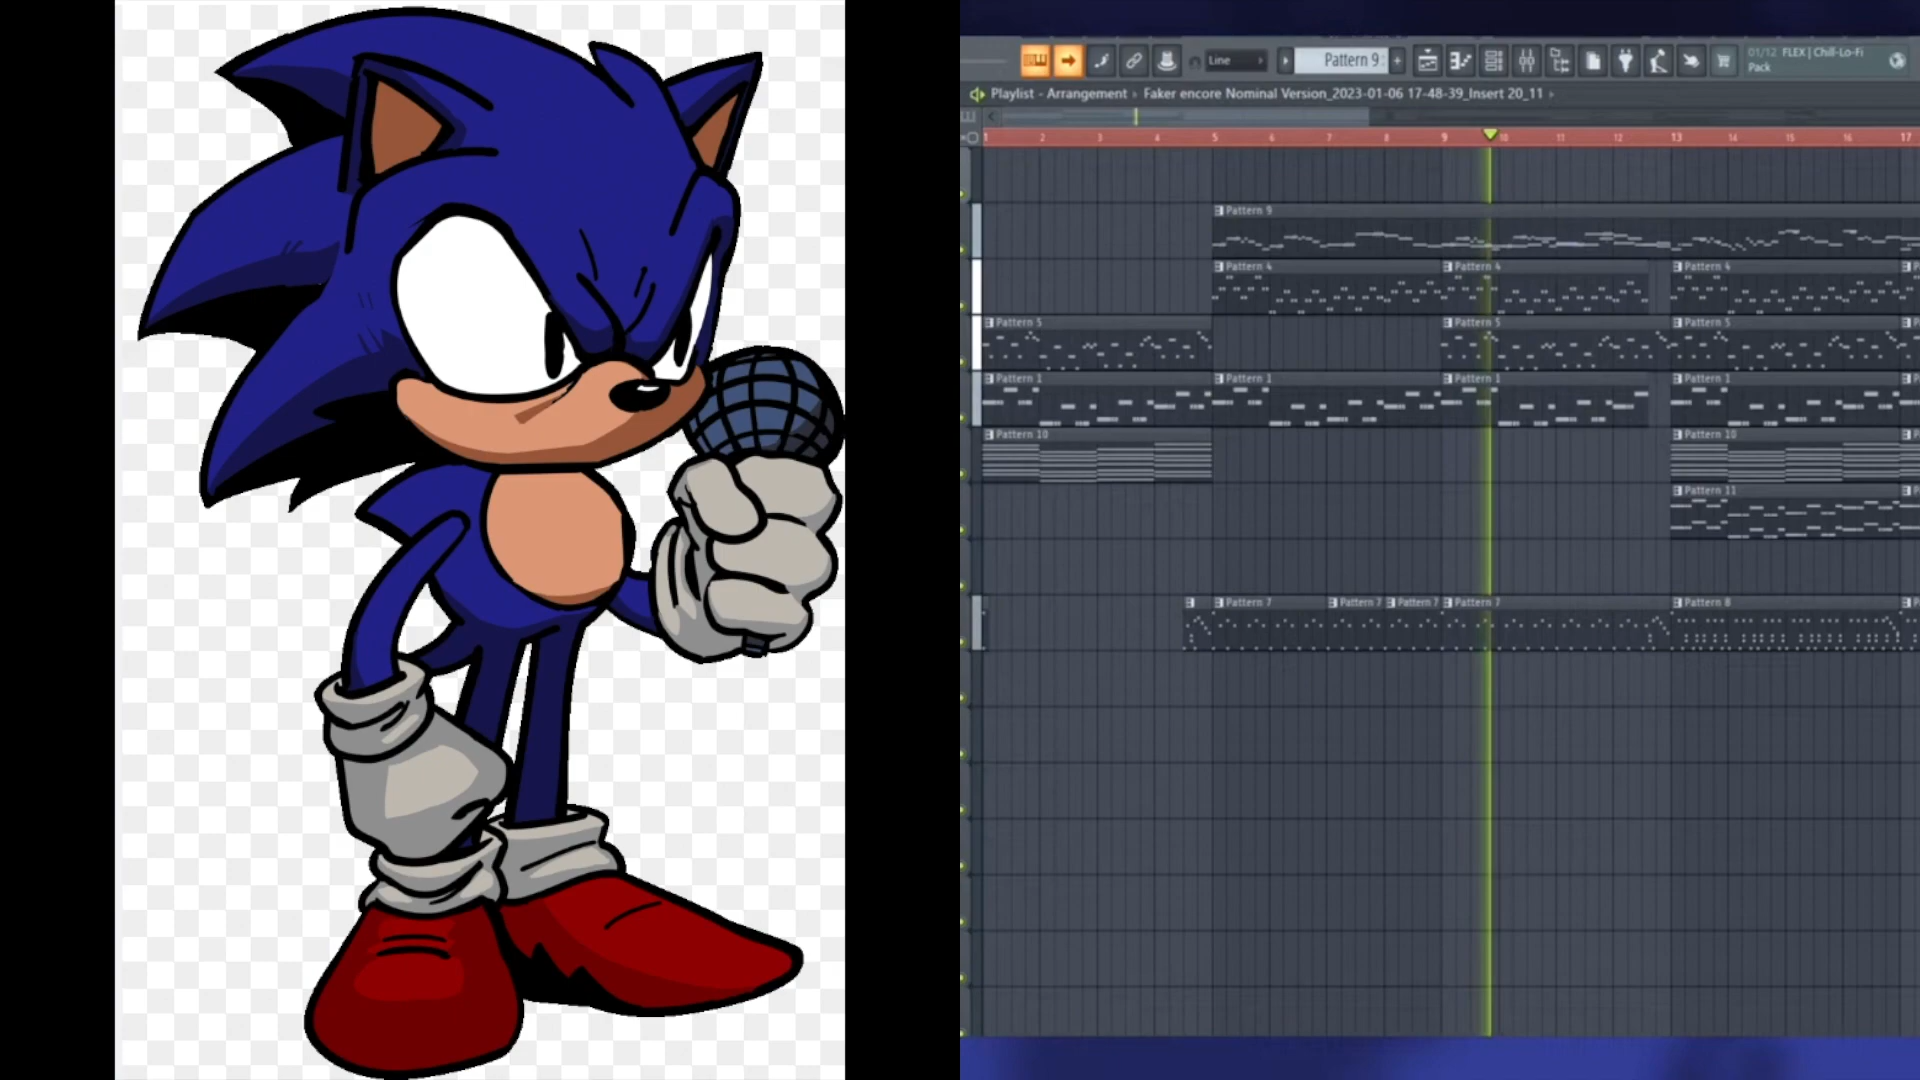 Line
Pattern 9
01/12 FLEX | Chill-Lo-Fi
Pack
Playlist - Arrangement › Faker encore Nominal Version_2023-01-06 17-48-39_Insert 20_11 ›
1 2 3 4 5 6 7 8 9 10 11 12 13 14 15 16 17
Pattern 9
Pattern 4 Pattern 4 Pattern 4
Pattern 5 Pattern 5 Pattern 5
Pattern 1 Pattern 1 Pattern 1 Pattern 1
Pattern 10 Pattern 10
Pattern 11
Pattern 7 Pattern 7 Pattern 7 Pattern 7 Pattern 8